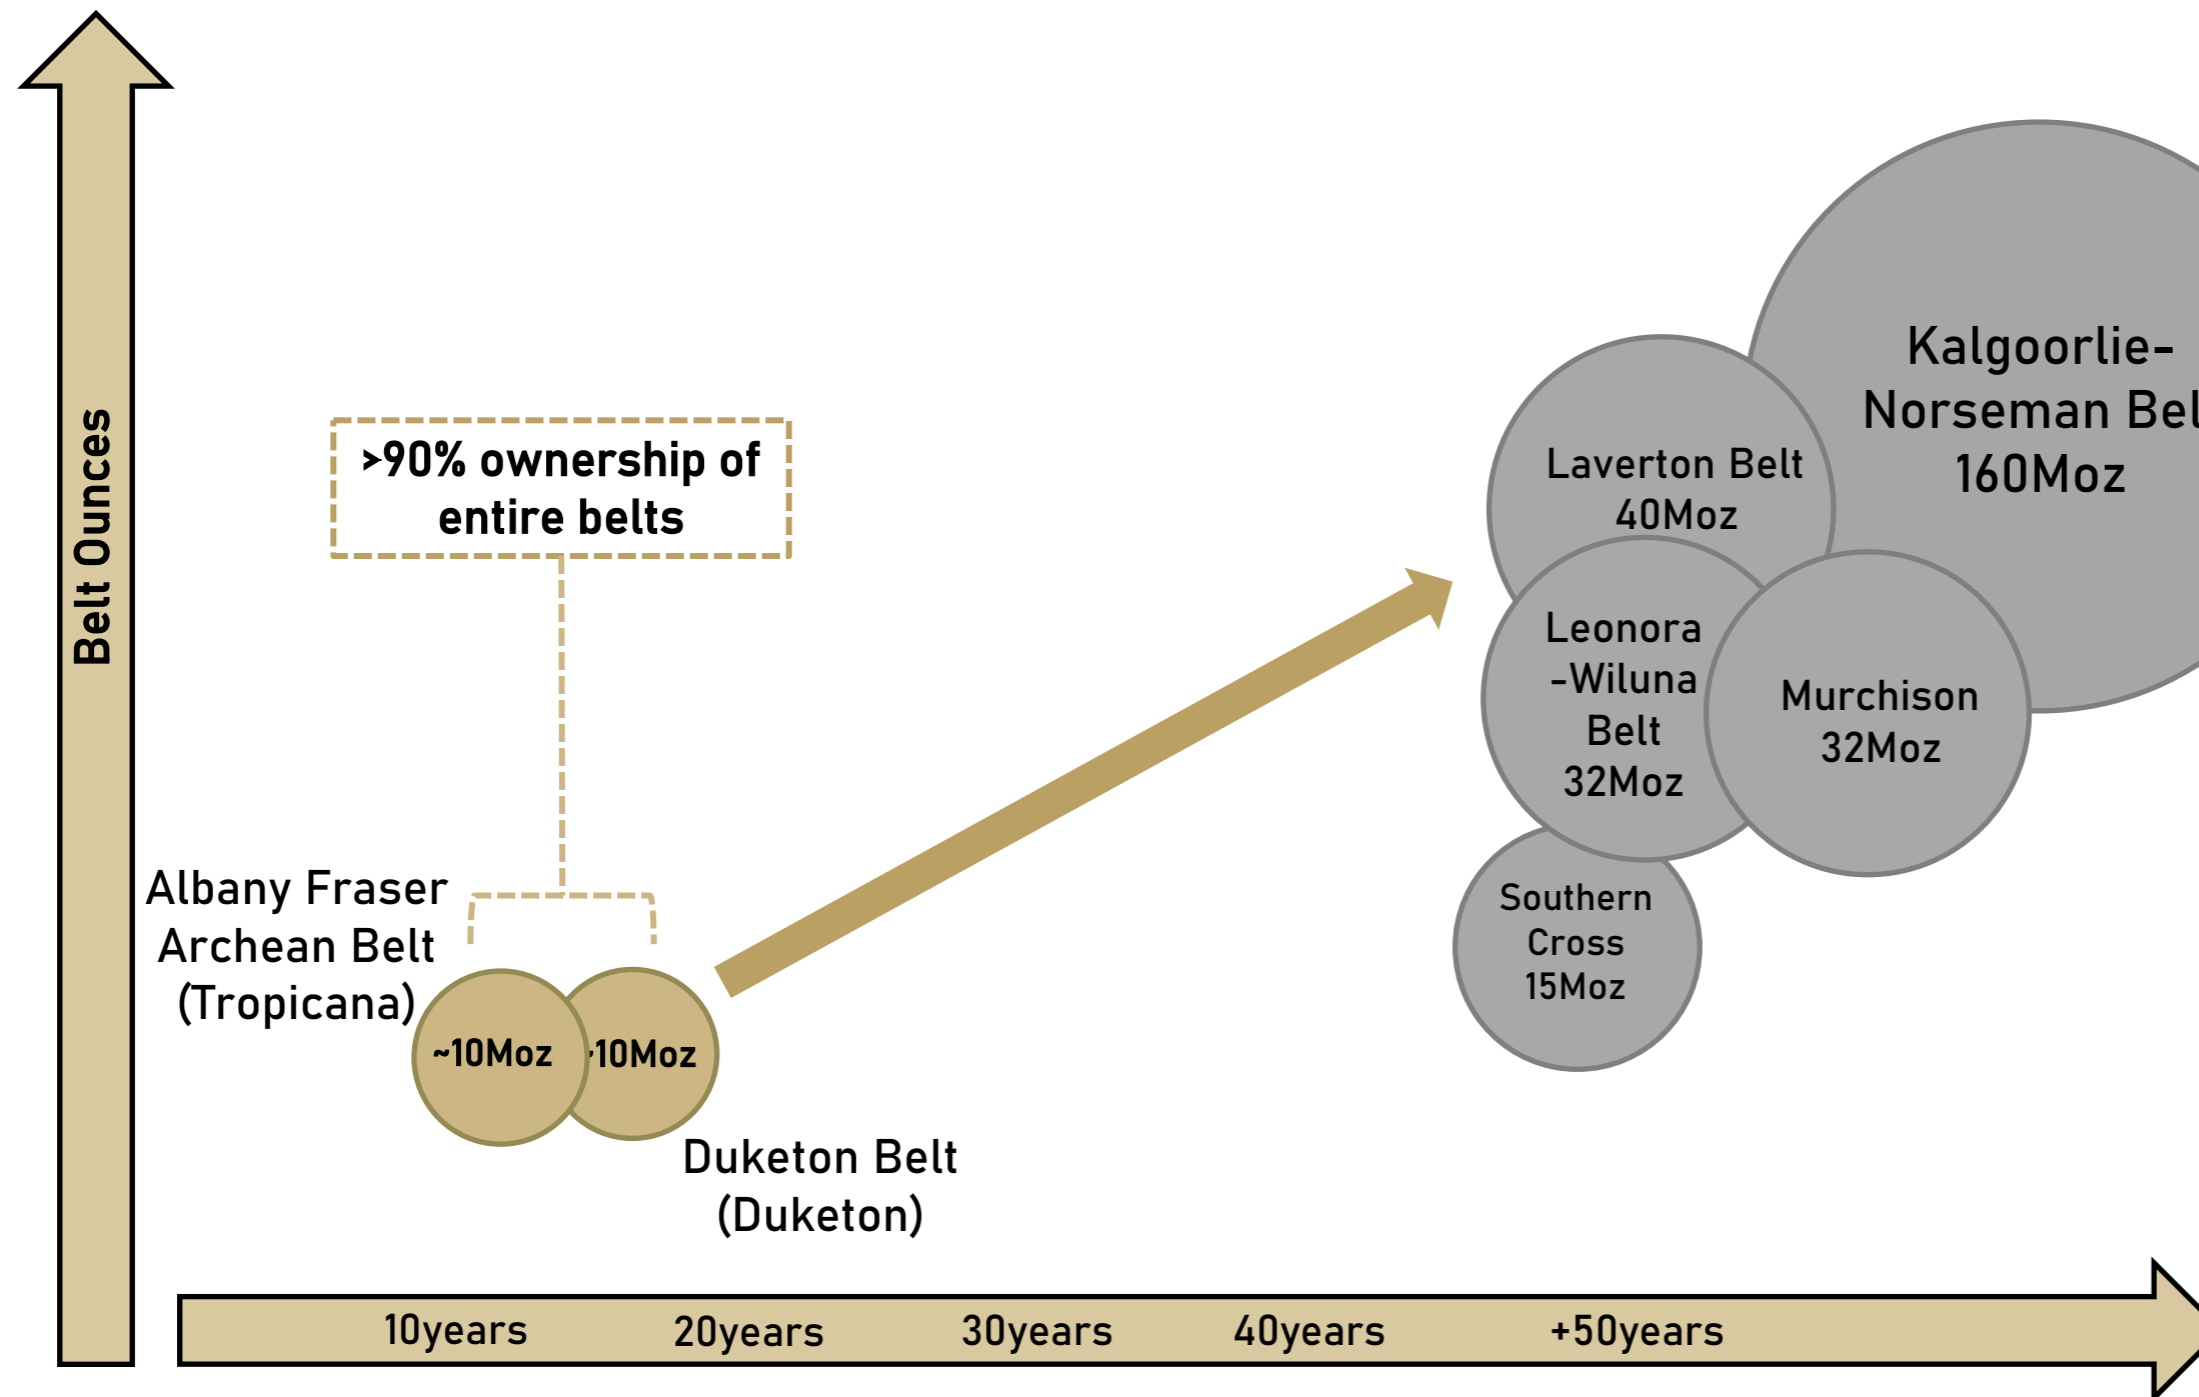 Belt Ounces
>90% ownership of
entire belts
Albany Fraser
Archean Belt
(Tropicana)
~10Moz
~10Moz
Duketon Belt
(Duketon)
Kalgoorlie-
Norseman Bel
160Moz
Laverton Belt
40Moz
Leonora
-Wiluna
Belt
32Moz
Murchison
32Moz
Southern
Cross
15Moz
10years
20years
30years
40years
+50years